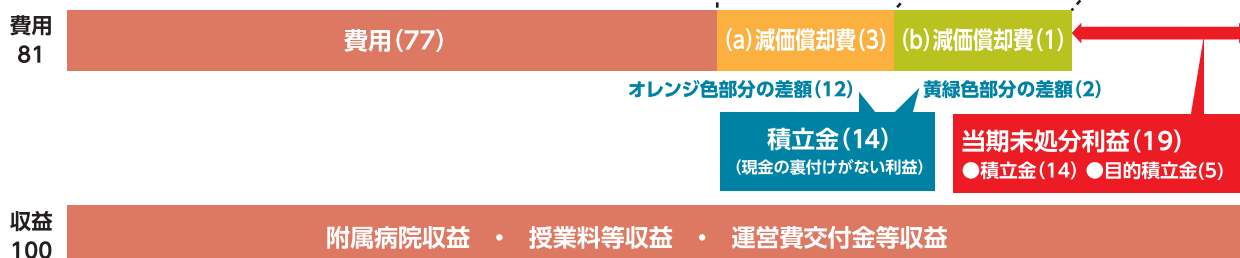 費用
81
費用(77)
(a)減価償却費(3)
(b)減価償却費(1)
オレンジ色部分の差額(12)
黄緑色部分の差額(2)
積立金(14)
(現金の裏付けがない利益)
当期未処分利益(19)
●積立金(14) ●目的積立金(5)
収益
100
附属病院収益 ・ 授業料等収益 ・ 運営費交付金等収益